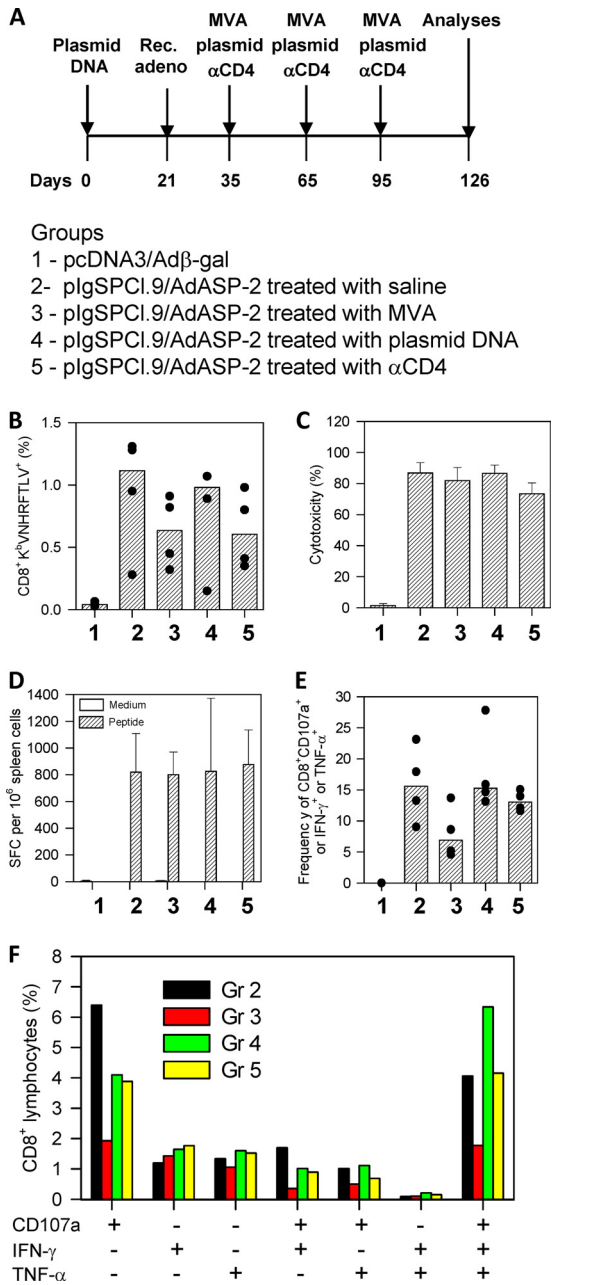 A
MVA MVA MVA Analyses
Plasmid Rec. plasmid plasmid plasmid
DNA adeno αCD4 αCD4 αCD4
Days 0 21 35 65 95 126
Groups
1 - pcDNA3/Adβ-gal
2- pIgSPCl.9/AdASP-2 treated with saline
3 - pIgSPCl.9/AdASP-2 treated with MVA
4 - pIgSPCl.9/AdASP-2 treated with plasmid DNA
5 - pIgSPCl.9/AdASP-2 treated with αCD4
B
CD8⁺ KᵇVNHRFTLV⁺ (%)
1.5
1.0
0.5
0.0
1 2 3 4 5
C
Cytotoxicity (%)
120
100
80
60
40
20
0
1 2 3 4 5
D
SFC per 10⁶ spleen cells
1400
1200
1000
800
600
400
200
0
Medium
Peptide
1 2 3 4 5
E
Frequency of CD8⁺CD107a⁺
or IFN-γ⁺ or TNF-α⁺
30
25
20
15
10
5
0
1 2 3 4 5
F
CD8⁺ lymphocytes (%)
8
7
6
5
4
3
2
1
0
Gr 2
Gr 3
Gr 4
Gr 5
CD107a + - - + + - +
IFN-γ - + - + - + +
TNF-α - - + - + + +